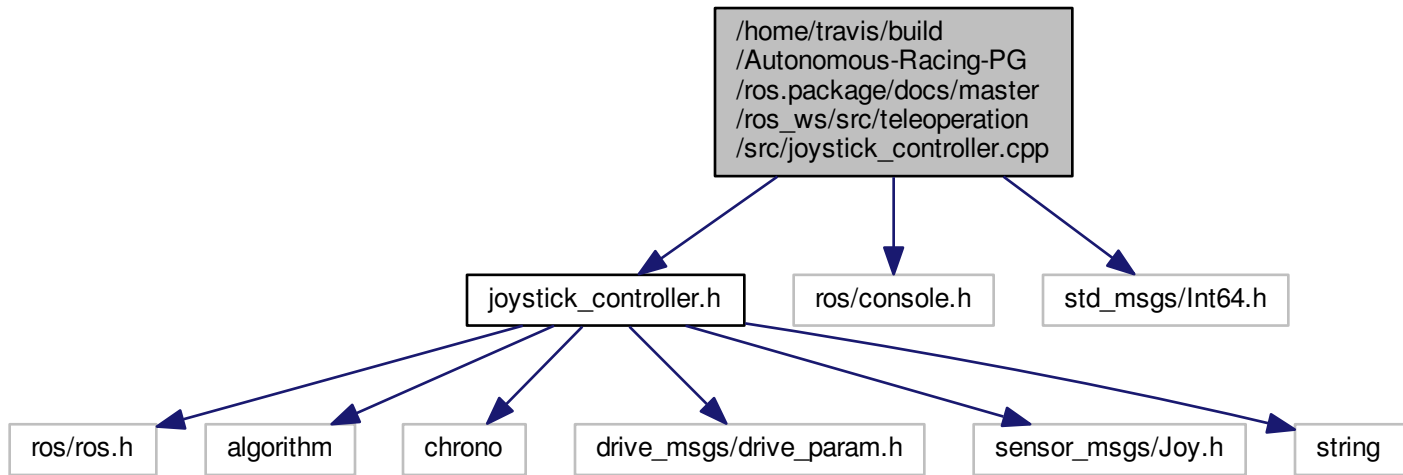 /home/travis/build
/Autonomous-Racing-PG
/ros.package/docs/master
/ros_ws/src/teleoperation
/src/joystick_controller.cpp
joystick_controller.h
ros/console.h
std_msgs/Int64.h
ros/ros.h
algorithm
chrono
drive_msgs/drive_param.h
sensor_msgs/Joy.h
string